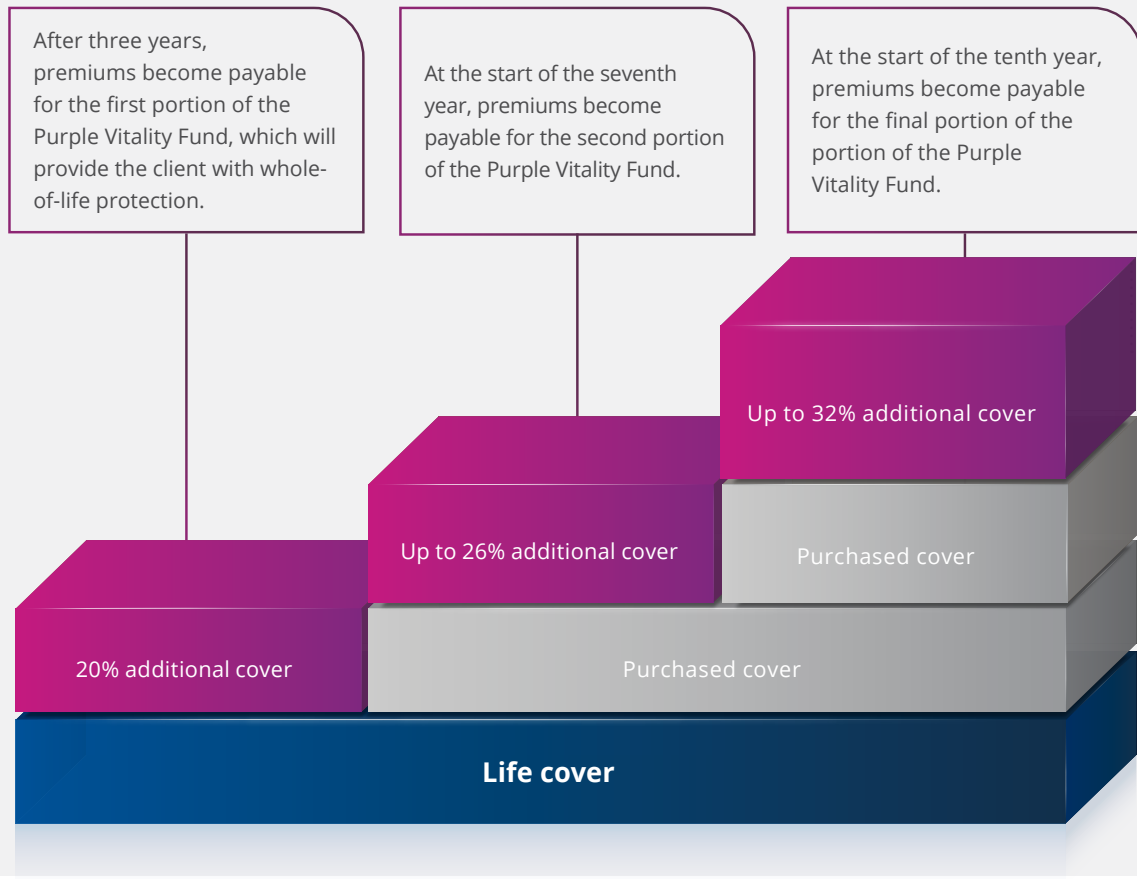 After three years,
premiums become payable
for the first portion of the
Purple Vitality Fund, which will
provide the client with whole-
of-life protection.
At the start of the seventh
year, premiums become
payable for the second portion
of the Purple Vitality Fund.
At the start of the tenth year,
premiums become payable
for the final portion of the
portion of the Purple
Vitality Fund.
Up to 32% additional cover
Up to 26% additional cover
Purchased cover
20% additional cover
Purchased cover
Life cover